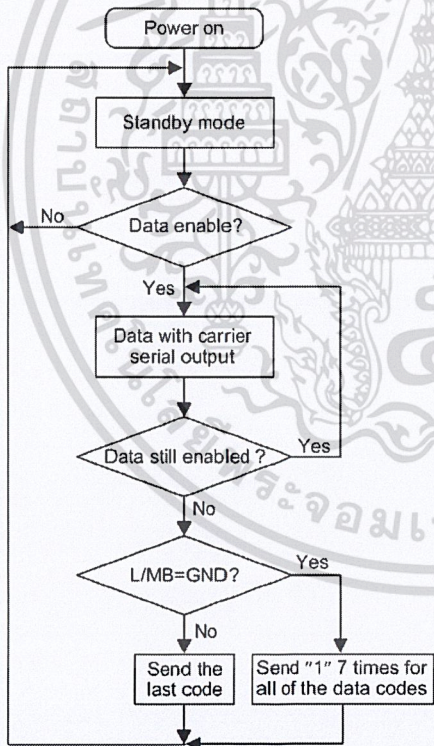 Power on
Standby mode
No
Data enable?
Yes
Data with carrier
serial output
Data still enabled ?
Yes
No
L/MB=GND?
Yes
No
Send the
last code
Send "1" 7 times for
all of the data codes